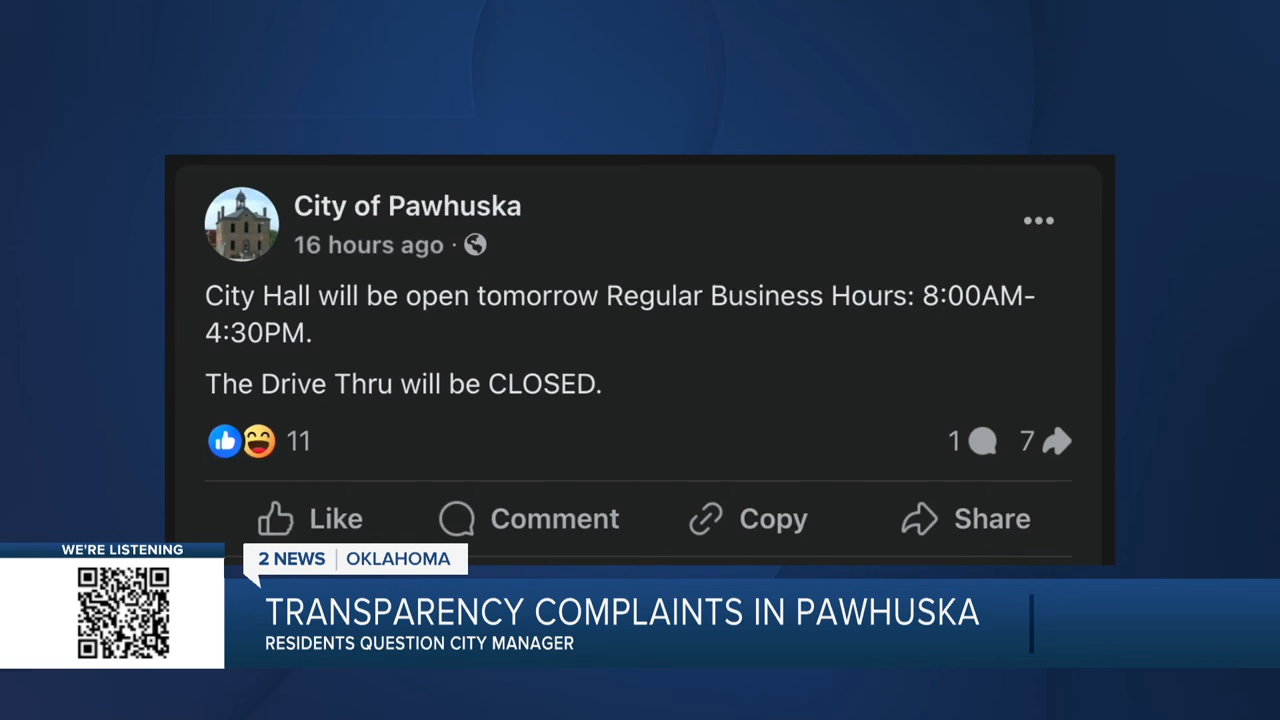 City of Pawhuska
16 hours ago ·
City Hall will be open tomorrow Regular Business Hours: 8:00AM-
4:30PM.
The Drive Thru will be CLOSED.
11
1
7
Like
Comment
Copy
Share
WE'RE LISTENING
2 NEWS | OKLAHOMA
TRANSPARENCY COMPLAINTS IN PAWHUSKA
RESIDENTS QUESTION CITY MANAGER